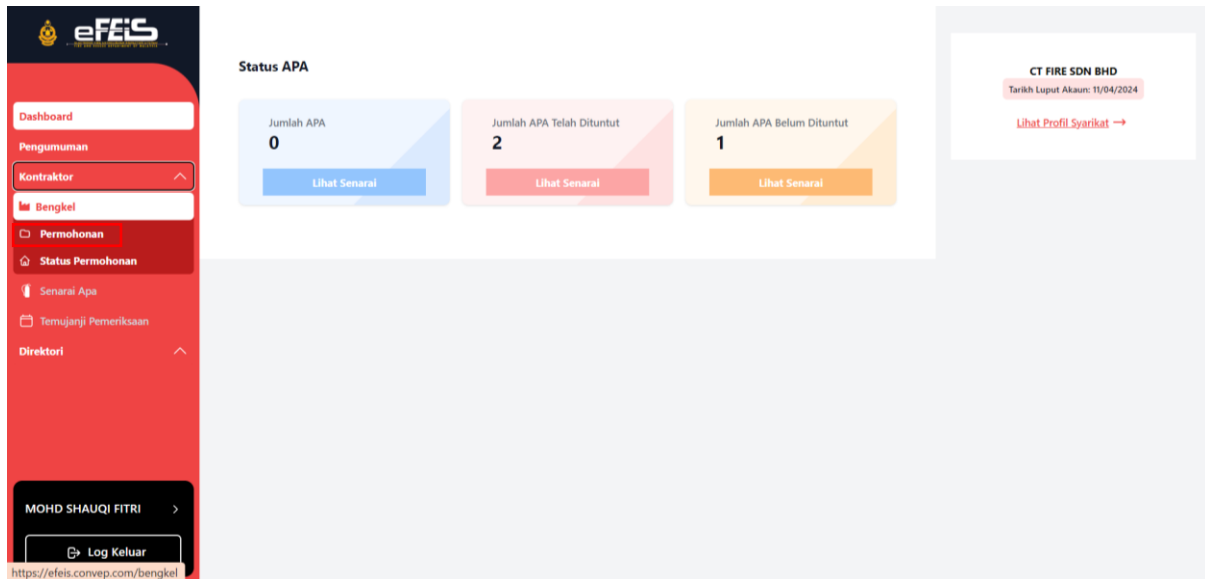 eFEiS
Dashboard
Pengumuman
Kontraktor
Bengkel
Permohonan
Status Permohonan
Senarai Apa
Temujanji Pemeriksaan
Direktori
MOHD SHAUQI FITRI
Log Keluar
https://efeis.convep.com/bengkel
Status APA
Jumlah APA
0
Lihat Senarai
Jumlah APA Telah Dituntut
2
Lihat Senarai
Jumlah APA Belum Dituntut
1
Lihat Senarai
CT FIRE SDN BHD
Tarikh Luput Akaun: 11/04/2024
Lihat Profil Syarikat →